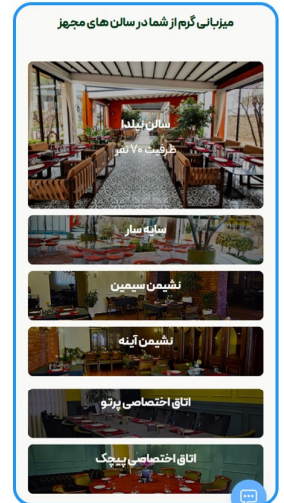 میزبانی گرم از شما در سالن های مجهز
سالن نیلدا
ظرفیت ۷۰ نفر
سایه سار
نشیمن سیمین
نشیمن آینه
اتاق اختصاصی پرتو
اتاق اختصاصی پیچک